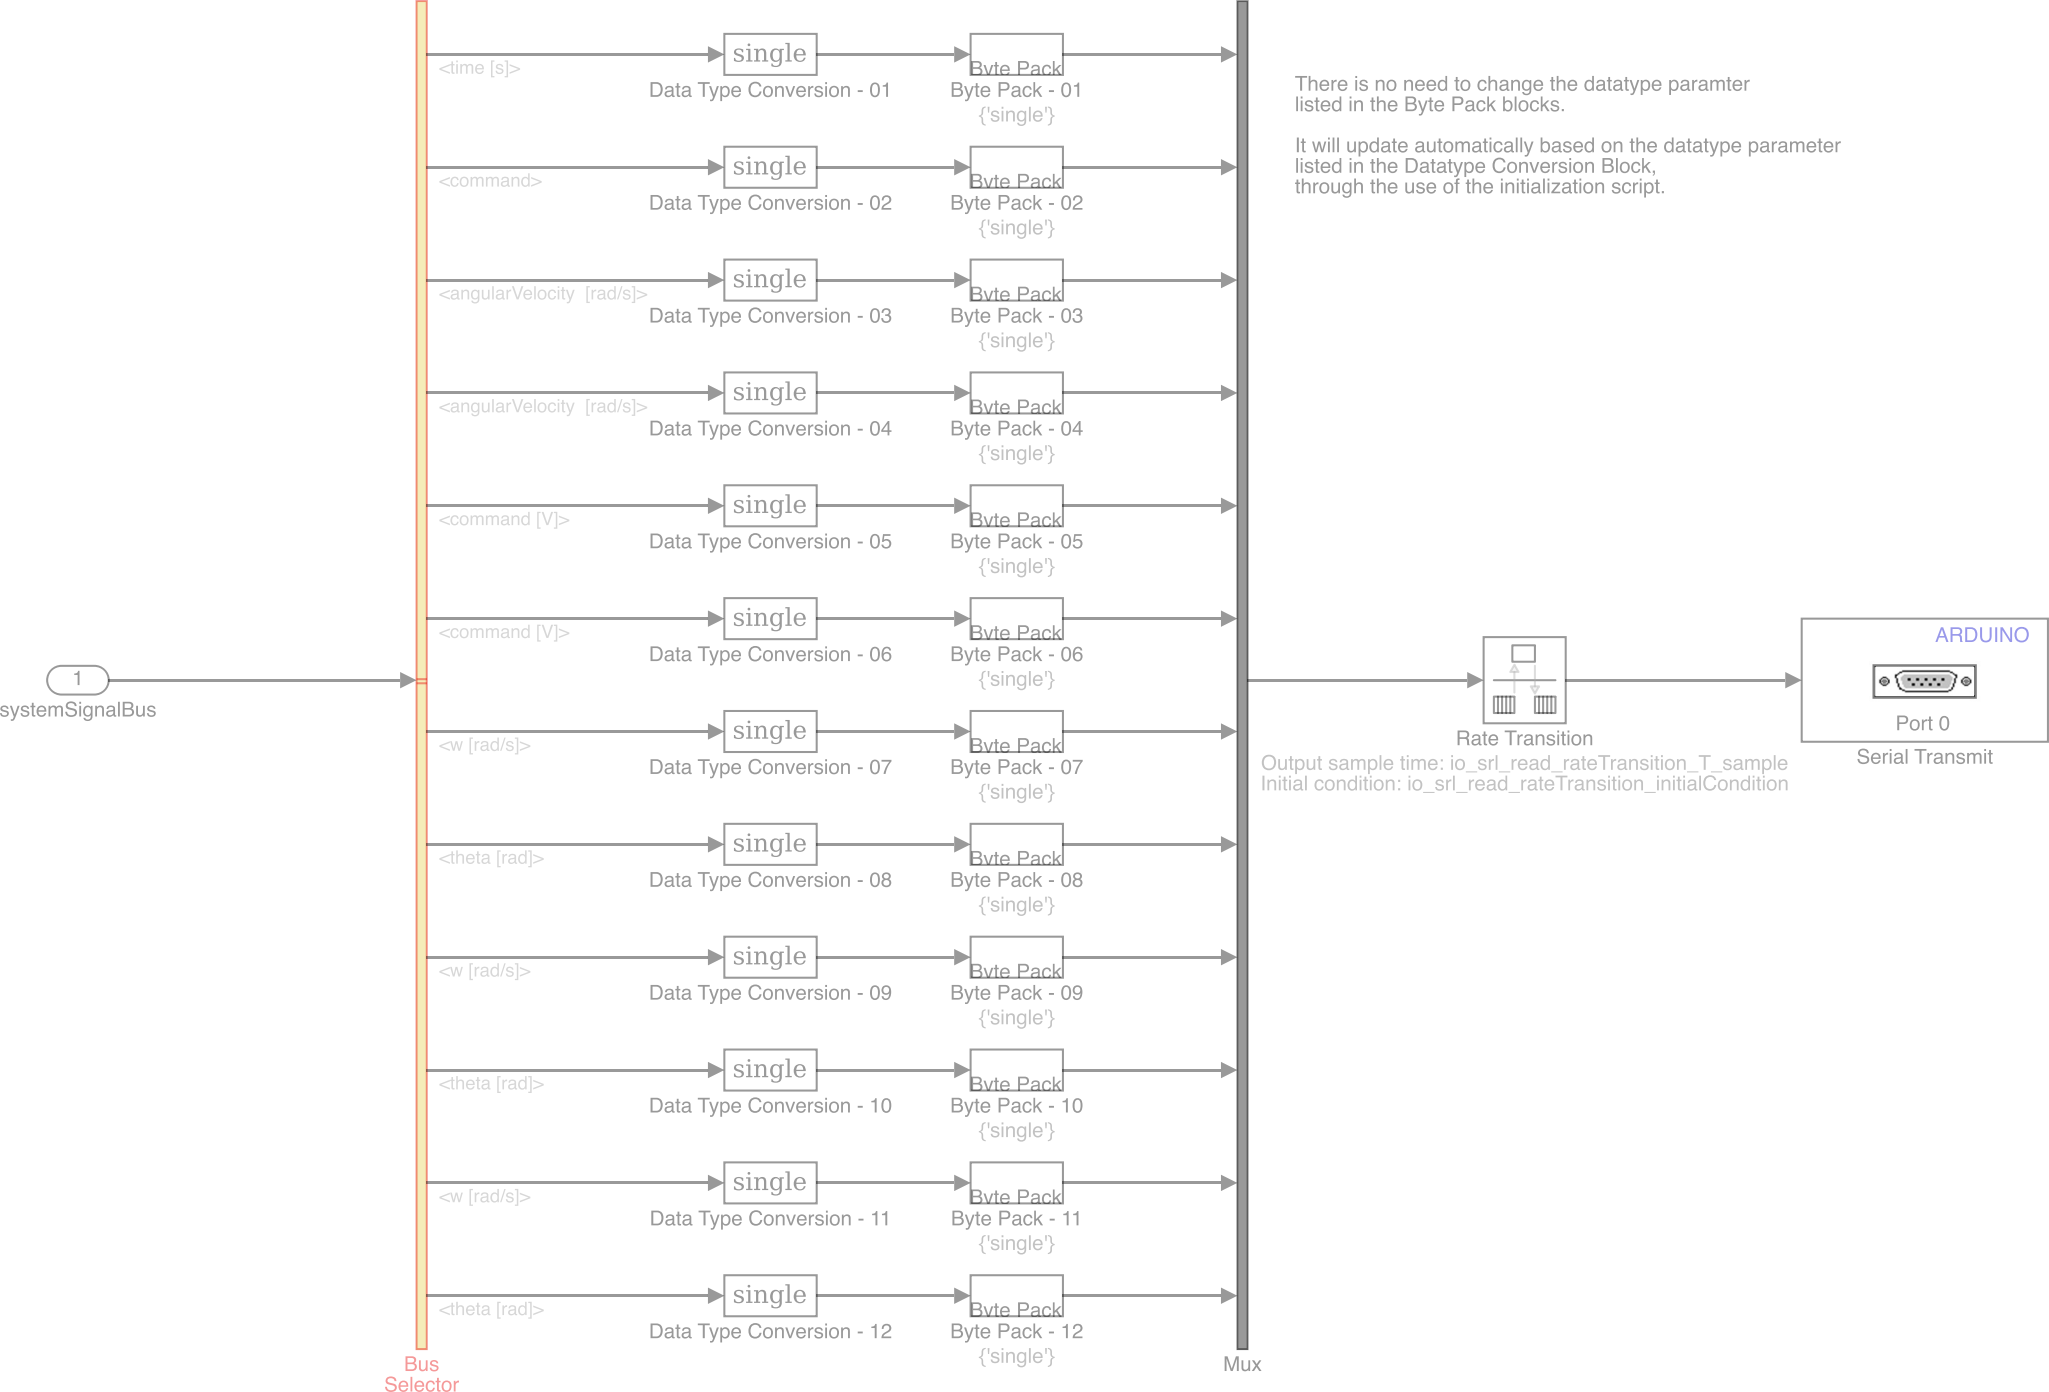 <time [s]>
single
Data Type Conversion - 01
Byte Pack
Byte Pack - 01
{'single'}
There is no need to change the datatype paramter
listed in the Byte Pack blocks.
It will update automatically based on the datatype parameter
listed in the Datatype Conversion Block,
through the use of the initialization script.
<command>
single
Data Type Conversion - 02
Byte Pack
Byte Pack - 02
{'single'}
<angularVelocity  [rad/s]>
single
Data Type Conversion - 03
Byte Pack
Byte Pack - 03
{'single'}
<angularVelocity  [rad/s]>
single
Data Type Conversion - 04
Byte Pack
Byte Pack - 04
{'single'}
<command [V]>
single
Data Type Conversion - 05
Byte Pack
Byte Pack - 05
{'single'}
<command [V]>
single
Data Type Conversion - 06
Byte Pack
Byte Pack - 06
{'single'}
1
systemSignalBus
<w [rad/s]>
single
Data Type Conversion - 07
Byte Pack
Byte Pack - 07
{'single'}
Rate Transition
Output sample time: io_srl_read_rateTransition_T_sample
Initial condition: io_srl_read_rateTransition_initialCondition
ARDUINO
Port 0
Serial Transmit
<theta [rad]>
single
Data Type Conversion - 08
Byte Pack
Byte Pack - 08
{'single'}
<w [rad/s]>
single
Data Type Conversion - 09
Byte Pack
Byte Pack - 09
{'single'}
<theta [rad]>
single
Data Type Conversion - 10
Byte Pack
Byte Pack - 10
{'single'}
<w [rad/s]>
single
Data Type Conversion - 11
Byte Pack
Byte Pack - 11
{'single'}
<theta [rad]>
single
Data Type Conversion - 12
Byte Pack
Byte Pack - 12
{'single'}
Bus
Selector
Mux